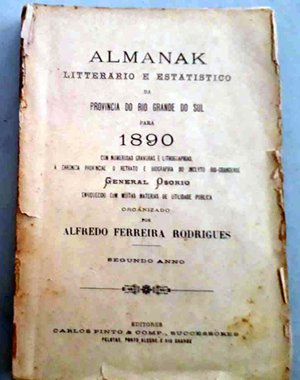 ALMANAK
LITTERARIO E ESTATISTICO
DA
PROVINCIA DO RIO GRANDE DO SUL
PARA
1890
COM NUMEROSAS GRAVURAS E LITHOGRAPHIAS,
A CHRONICA PROVINCIAL O RETRATO E BIOGRAPHIA DO INCLYTO RIO-GRANDENSE
GENERAL OSORIO
ENRIQUECIDO COM MUITAS MATERIAS DE UTILIDADE PUBLICA
ORGANIZADO
POR
ALFREDO FERREIRA RODRIGUES
SEGUNDO ANNO
EDITORES
CARLOS PINTO & COMP., SUCCESSORES
PELOTAS, PORTO ALEGRE E RIO GRANDE